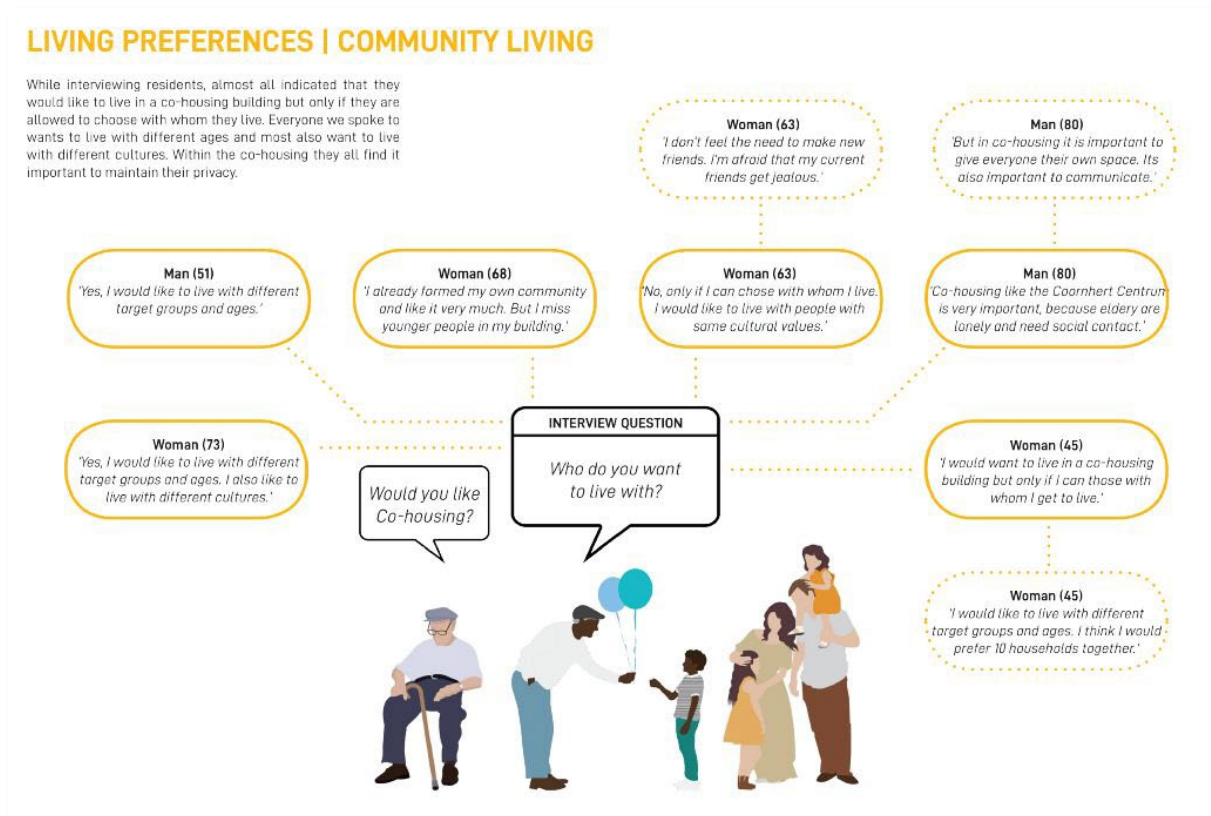 LIVING PREFERENCES | COMMUNITY LIVING
While interviewing residents, almost all indicated that they
would like to live in a co-housing building but only if they are
allowed to choose with whom they live. Everyone we spoke to
wants to live with different ages and most also want to live
with different cultures. Within the co-housing they all find it
important to maintain their privacy.
Woman (63)
'I don't feel the need to make new
friends. I'm afraid that my current
friends get jealous.'
Man (80)
'But in co-housing it is important to
give everyone their own space. Its
also important to communicate.'
Man (51)
'Yes, I would like to live with different
target groups and ages.'
Woman (68)
'I already formed my own community
and like it very much. But I miss
younger people in my building.'
Woman (63)
'No, only if I can chose with whom I live.
I would like to live with people with
same cultural values.'
Man (80)
'Co-housing like the Coornhert Centrum
is very important, because eldery are
lonely and need social contact.'
Woman (73)
'Yes, I would like to live with different
target groups and ages. I also like to
live with different cultures.'
Would you like
Co-housing?
INTERVIEW QUESTION
Who do you want
to live with?
Woman (45)
'I would want to live in a co-housing
building but only if I can those with
whom I get to live.'
Woman (45)
'I would like to live with different
target groups and ages. I think I would
prefer 10 households together.'